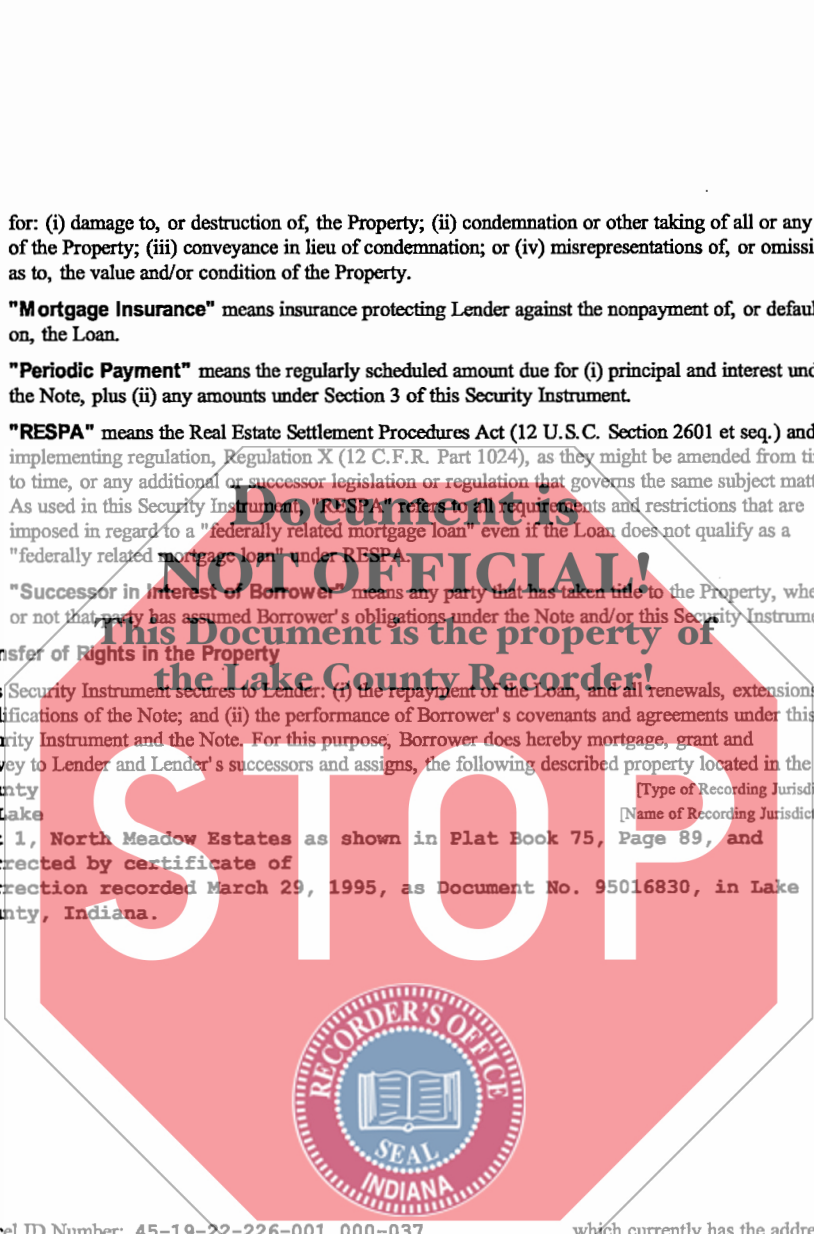 for: (i) damage to, or destruction of, the Property; (ii) condemnation or other taking of all or any
of the Property; (iii) conveyance in lieu of condemnation; or (iv) misrepresentations of, or omissi
as to, the value and/or condition of the Property.
"Mortgage Insurance" means insurance protecting Lender against the nonpayment of, or defaul
on, the Loan.
"Periodic Payment" means the regularly scheduled amount due for (i) principal and interest und
the Note, plus (ii) any amounts under Section 3 of this Security Instrument.
"RESPA" means the Real Estate Settlement Procedures Act (12 U.S.C. Section 2601 et seq.) and
implementing regulation, Regulation X (12 C.F.R. Part 1024), as they might be amended from ti
to time, or any additional or successor legislation or regulation that governs the same subject matt
Document is
As used in this Security Instrument, "RESPA" refers to all requirements and restrictions that are
imposed in regard to a "federally related mortgage loan" even if the Loan does not qualify as a
"federally related mortgage loan" under RESPA.
NOT OFFICIAL!
"Successor in Interest of Borrower" means any party that has taken title to the Property, whe
or not that party has assumed Borrower's obligations under the Note and/or this Security Instrume
This Document is the property of
nsfer of Rights in the Property
the Lake County Recorder!
Security Instrument secures to Lender: (i) the repayment of the Loan, and all renewals, extension
ifications of the Note; and (ii) the performance of Borrower's covenants and agreements under this
rity Instrument and the Note. For this purpose, Borrower does hereby mortgage, grant and
ey to Lender and Lender's successors and assigns, the following described property located in the
nty [Type of Recording Jurisdi
Lake [Name of Recording Jurisdict
1, North Meadow Estates as shown in Plat Book 75, Page 89, and
rected by certificate of
rection recorded March 29, 1995, as Document No. 95016830, in Lake
nty, Indiana.
STOP
RECORDER'S OFFICE
SEAL
INDIANA
el ID Number: 45-19-22-226-001.000-037 which currently has the addre